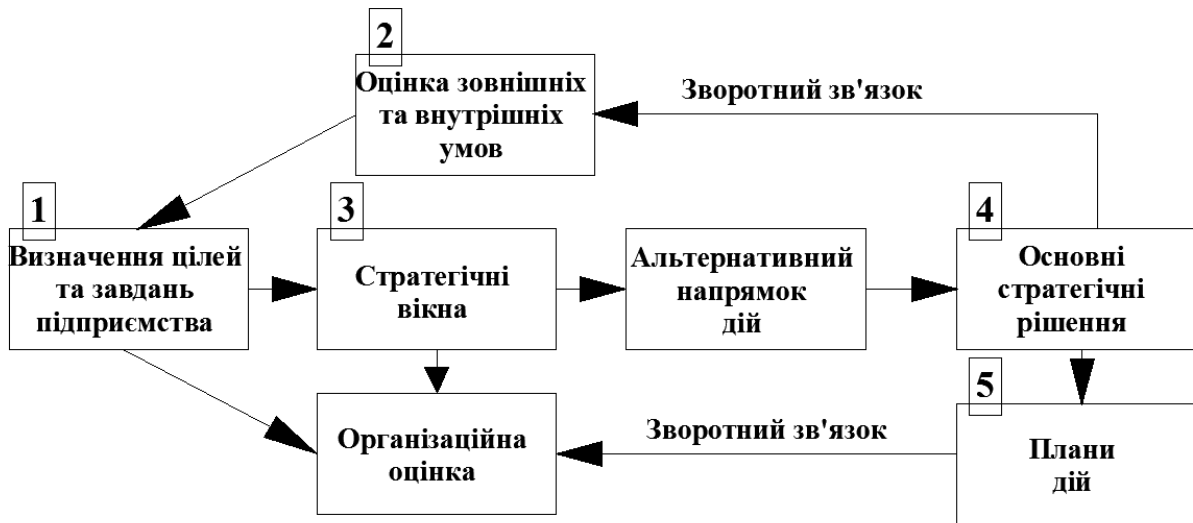 2
Оцінка зовнішніх
та внутрішніх
умов
Зворотний зв'язок
1
Визначення цілей
та завдань
підприємства
3
Стратегічні
вікна
Альтернативний
напрямок
дій
4
Основні
стратегічні
рішення
Організаційна
оцінка
Зворотний зв'язок
5
Плани
дій